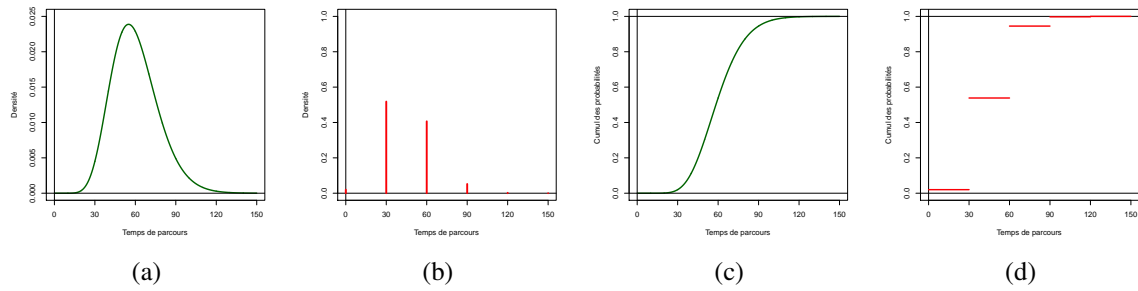 Densité
0.000 0.005 0.010 0.015 0.020 0.025
0 30 60 90 120 150
Temps de parcours
(a)
Densité
0.0 0.2 0.4 0.6 0.8 1.0
0 30 60 90 120 150
Temps de parcours
(b)
Cumul des probabilités
0.0 0.2 0.4 0.6 0.8 1.0
0 30 60 90 120 150
Temps de parcours
(c)
Cumul des probabilités
0.0 0.2 0.4 0.6 0.8 1.0
0 30 60 90 120 150
Temps de parcours
(d)